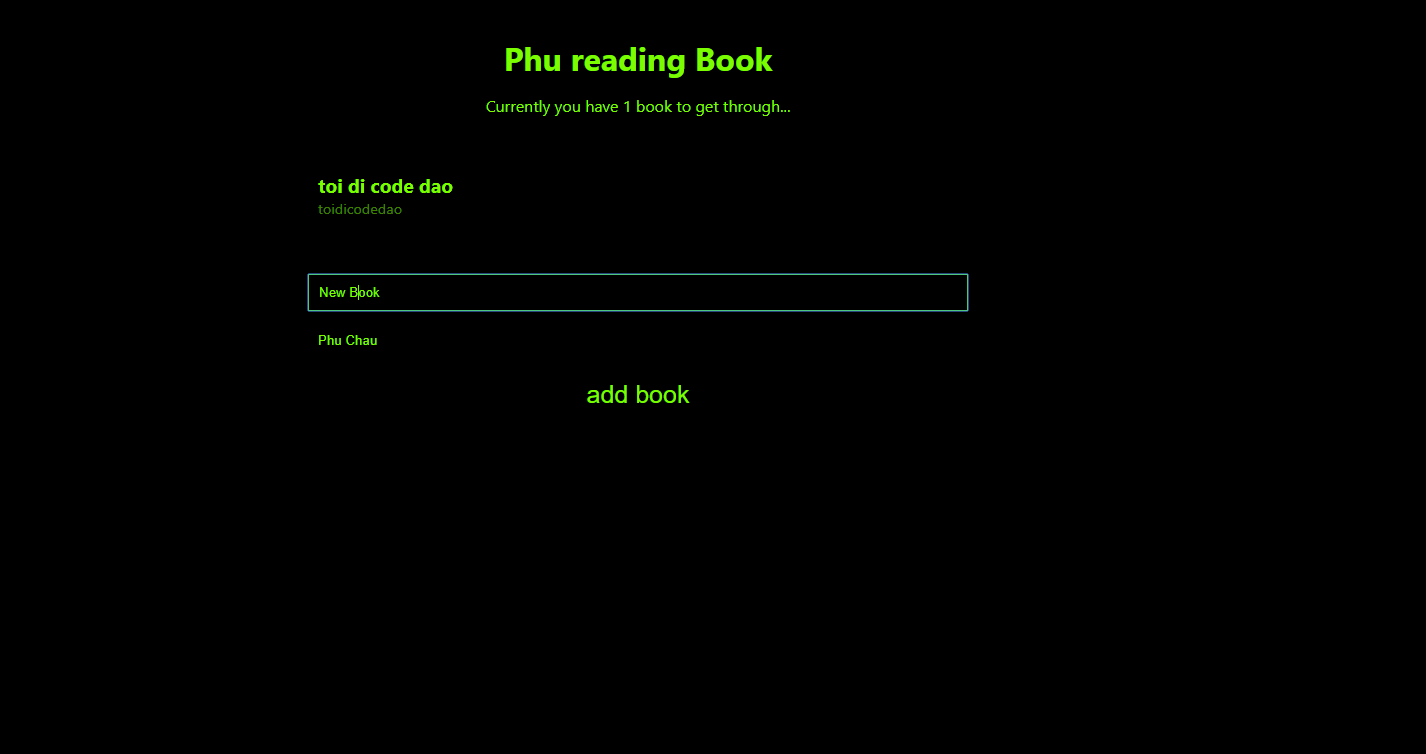 Phu reading Book
Currently you have 1 book to get through...
toi di code dao
toidicodedao
New Book
Phu Chau
add book